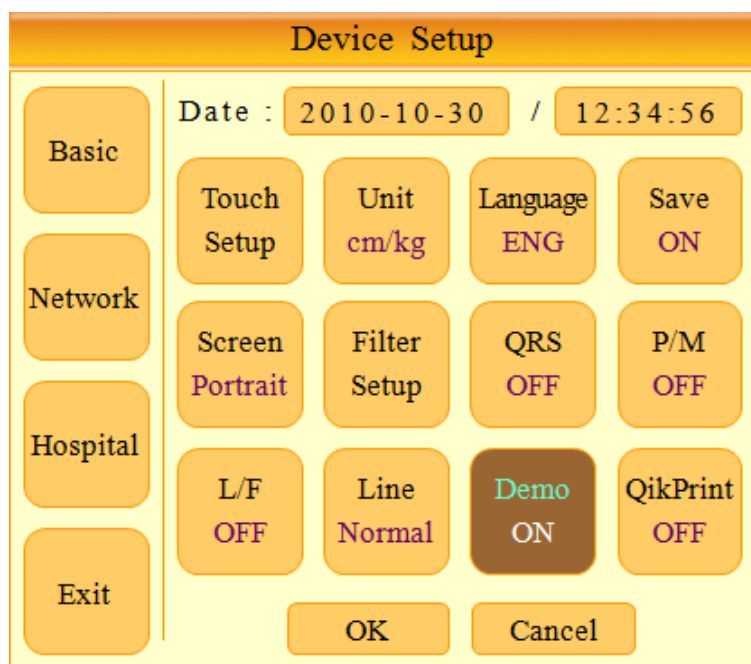 Device Setup
Date : 2010-10-30 / 12:34:56
Basic
Network
Hospital
Exit
Touch
Setup
Unit
cm/kg
Language
ENG
Save
ON
Screen
Portrait
Filter
Setup
QRS
OFF
P/M
OFF
L/F
OFF
Line
Normal
Demo
ON
QikPrint
OFF
OK
Cancel